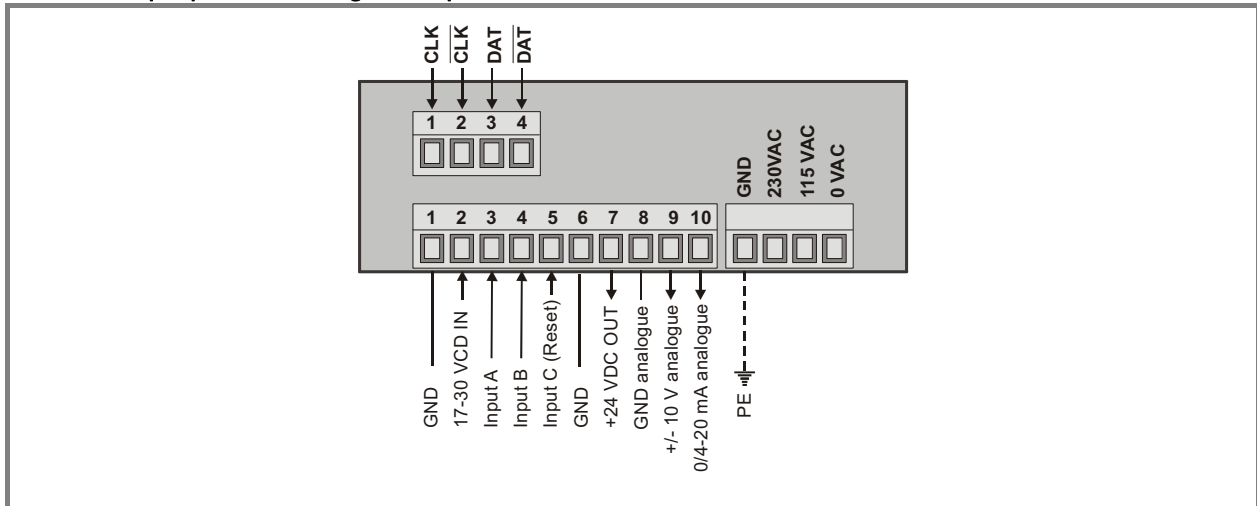 CLK
C̅L̅K̅
DAT
D̅A̅T̅
1 2 3 4
GND
230VAC
115 VAC
0 VAC
1 2 3 4 5 6 7 8 9 10
GND
17-30 VCD IN
Input A
Input B
Input C (Reset)
GND
+24 VDC OUT
GND analogue
+/- 10 V analogue
0/4-20 mA analogue
PE